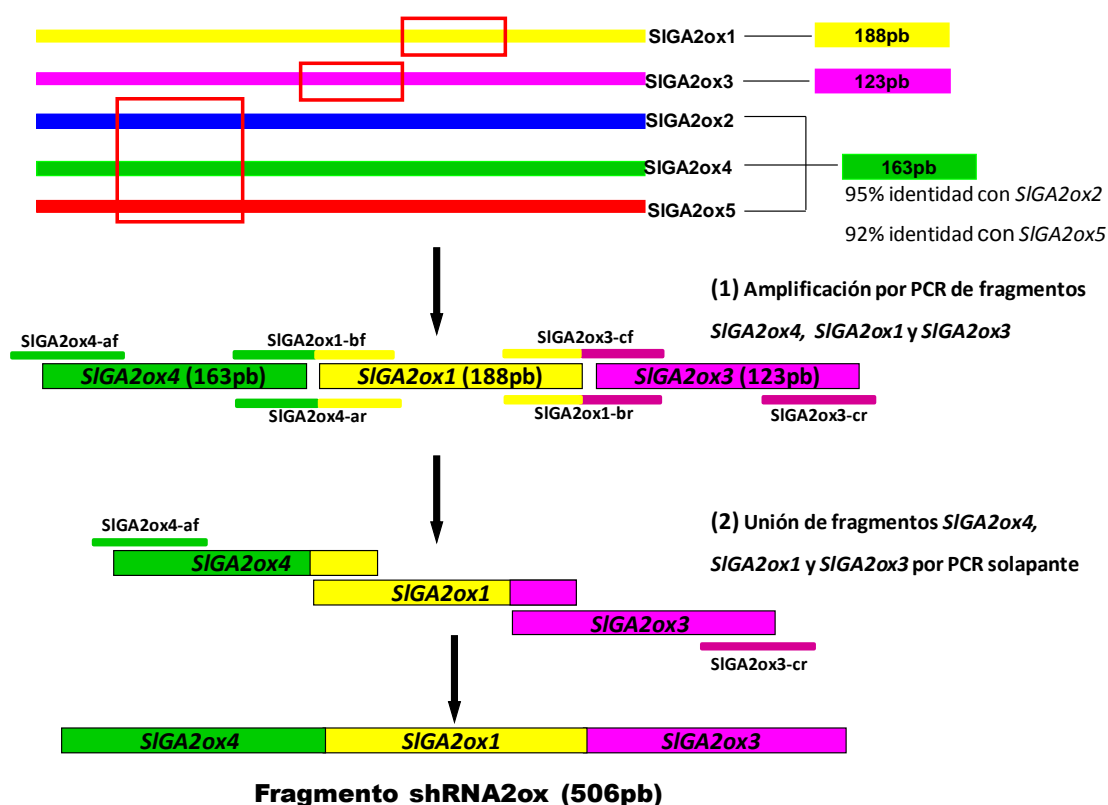 SlGA2ox1
188pb
SlGA2ox3
123pb
SlGA2ox2
SlGA2ox4
163pb
95% identidad con SlGA2ox2
SlGA2ox5
92% identidad con SlGA2ox5
(1) Amplificación por PCR de fragmentos
SlGA2ox4, SlGA2ox1 y SlGA2ox3
SlGA2ox4-af
SlGA2ox1-bf
SlGA2ox3-cf
SlGA2ox4 (163pb)
SlGA2ox1 (188pb)
SlGA2ox3 (123pb)
SlGA2ox4-ar
SlGA2ox1-br
SlGA2ox3-cr
(2) Unión de fragmentos SlGA2ox4,
SlGA2ox1 y SlGA2ox3 por PCR solapante
SlGA2ox4-af
SlGA2ox4
SlGA2ox1
SlGA2ox3
SlGA2ox3-cr
SlGA2ox4
SlGA2ox1
SlGA2ox3
Fragmento shRNA2ox (506pb)